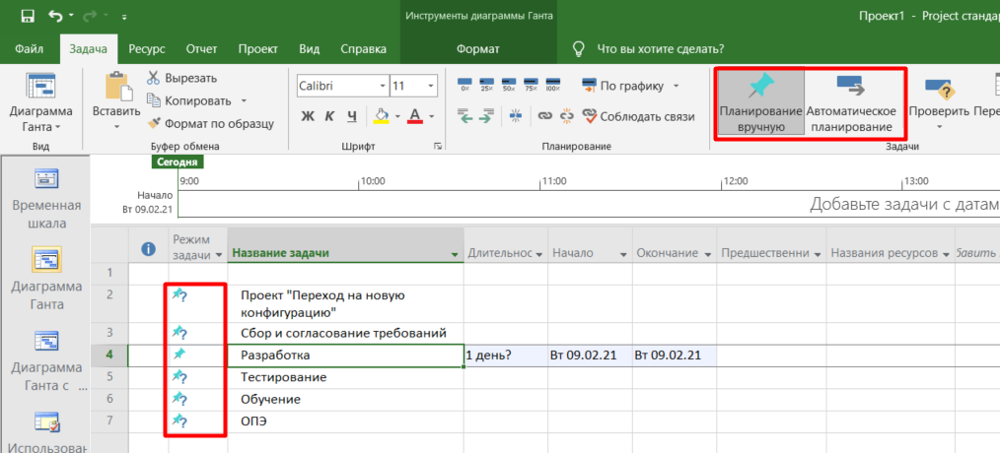 Инструменты диаграммы Ганта
Проект1 - Project стандар
Файл Задача Ресурс Отчет Проект Вид Справка Формат Что вы хотите сделать?
Диаграмма Ганта
Вид
Вставить
Вырезать
Копировать
Формат по образцу
Буфер обмена
Calibri 11
Ж К Ч
Шрифт
0% 25% 50% 75% 100%
По графику
Соблюдать связи
Планирование
Планирование вручную
Автоматическое планирование
Проверить
Пере
Задачи
Временная шкала
Диаграмма Ганта
Диаграмма Ганта с ...
Использован
Сегодня
9:00 10:00 11:00 12:00 13:00
Начало
Вт 09.02.21
Добавьте задачи с датам
Режим задачи
Название задачи
Длительнос
Начало
Окончание
Предшественни
Названия ресурсов
бавить
1
2 Проект "Переход на новую
конфигурацию"
3 Сбор и согласование требований
4 Разработка 1 день? Вт 09.02.21 Вт 09.02.21
5 Тестирование
6 Обучение
7 ОПЭ